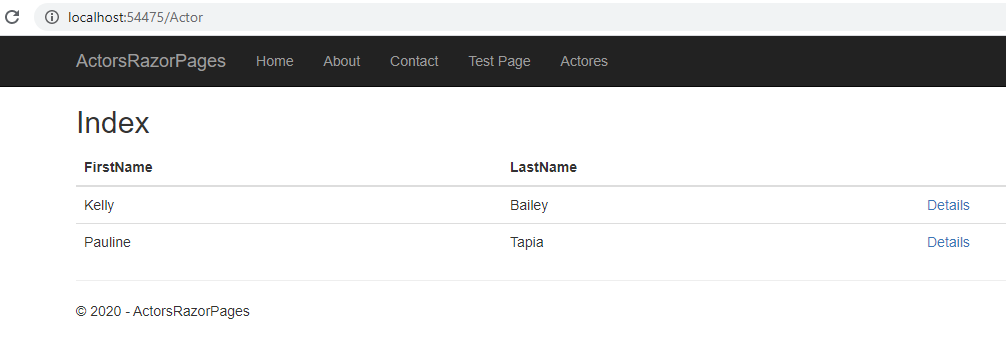 localhost:54475/Actor
ActorsRazorPages Home About Contact Test Page Actores
Index
FirstName LastName
Kelly Bailey Details
Pauline Tapia Details
© 2020 - ActorsRazorPages